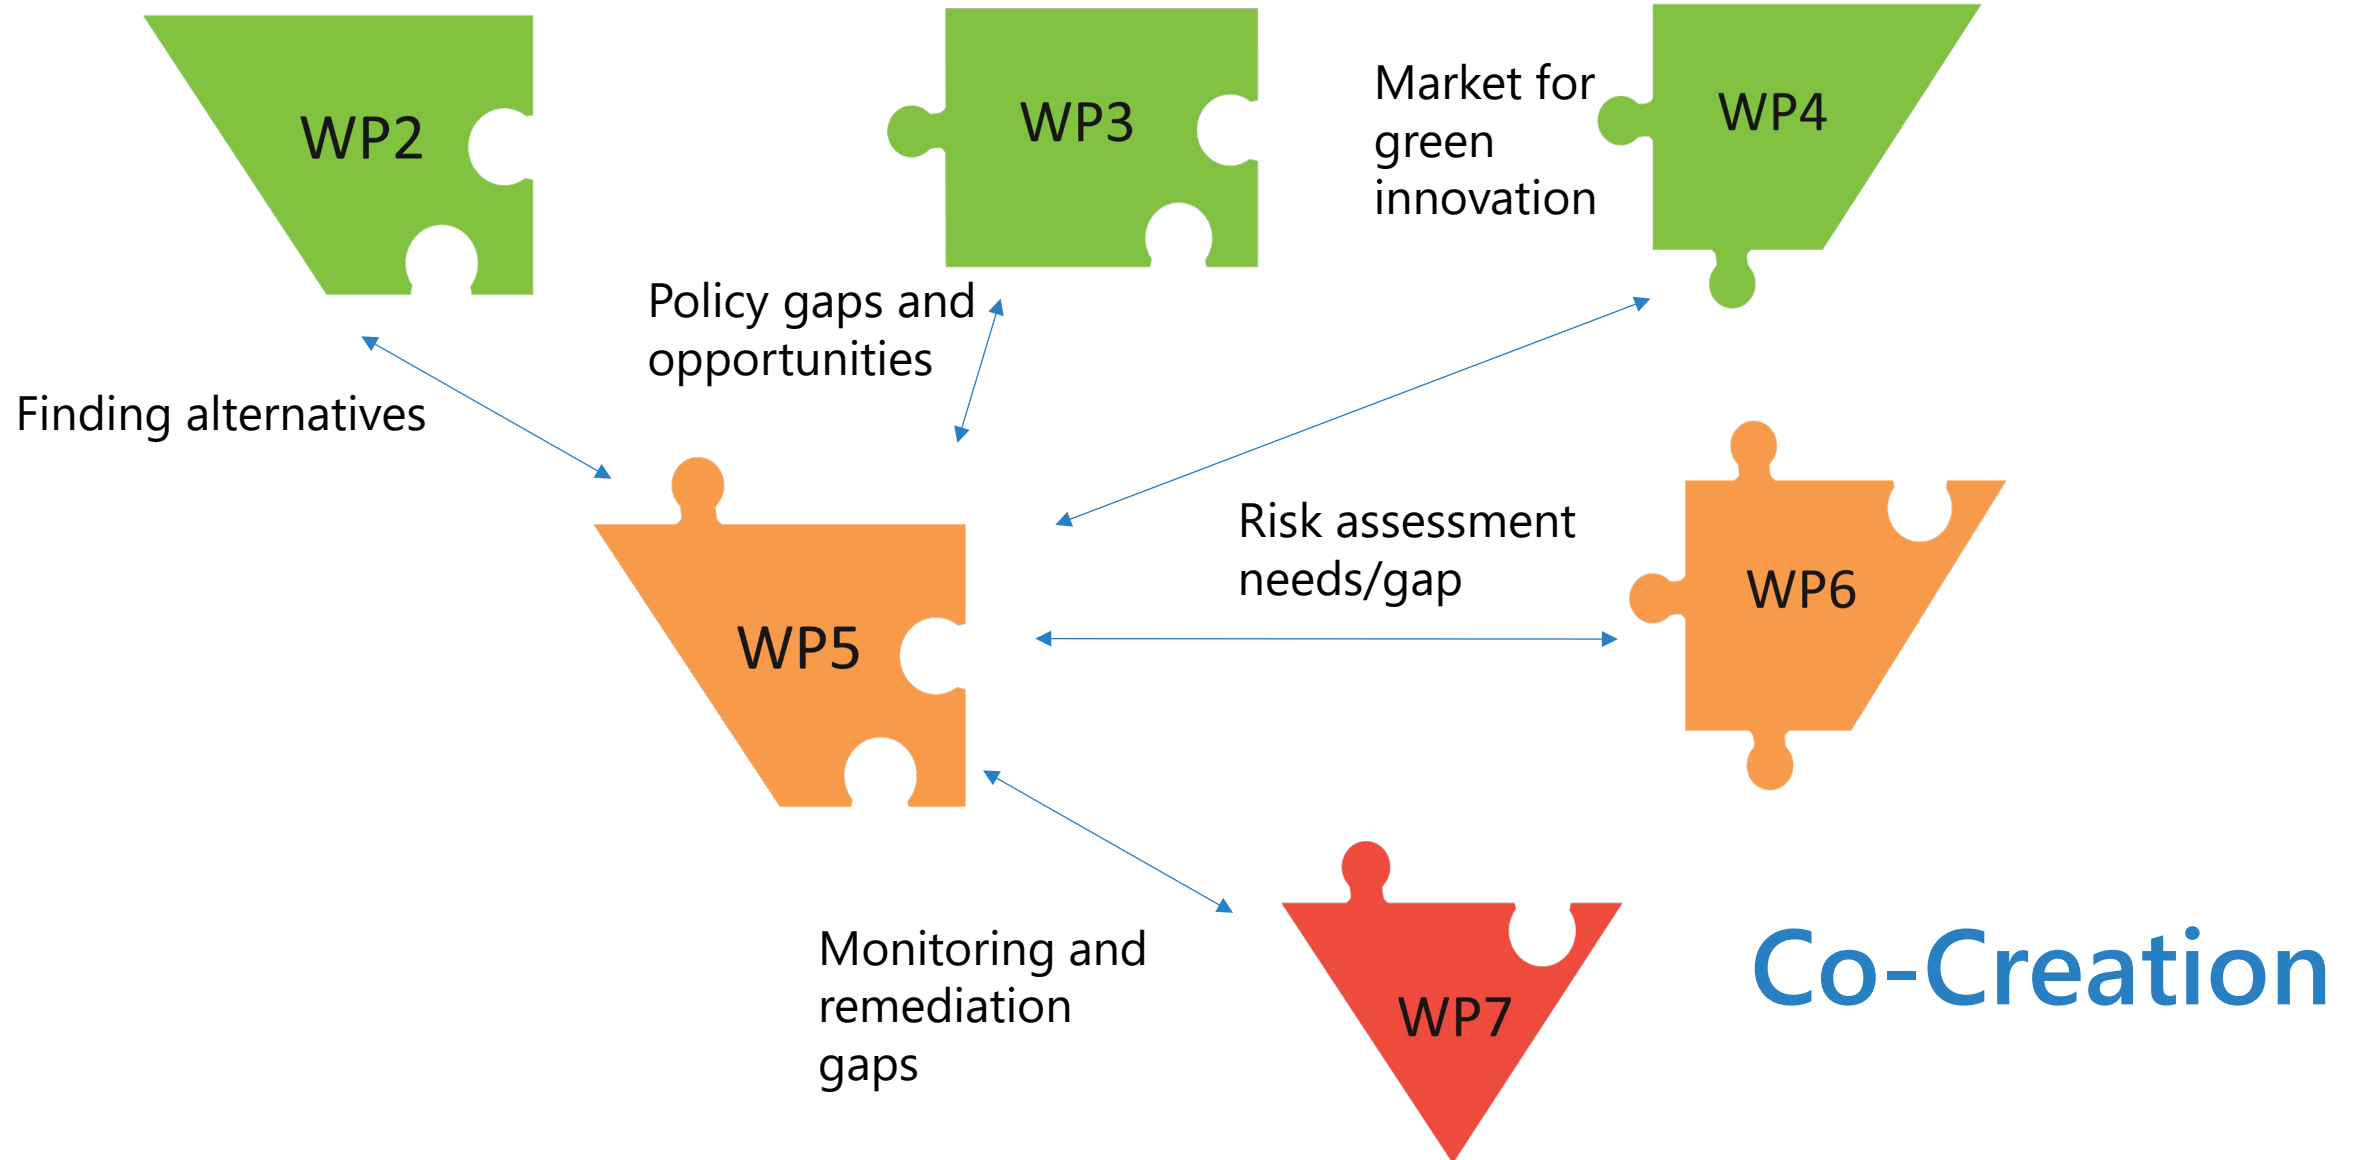 WP2
WP3
Market for
green
innovation
WP4
Policy gaps and
opportunities
Finding alternatives
Risk assessment
needs/gap
WP5
WP6
Monitoring and
remediation
gaps
WP7
Co-Creation